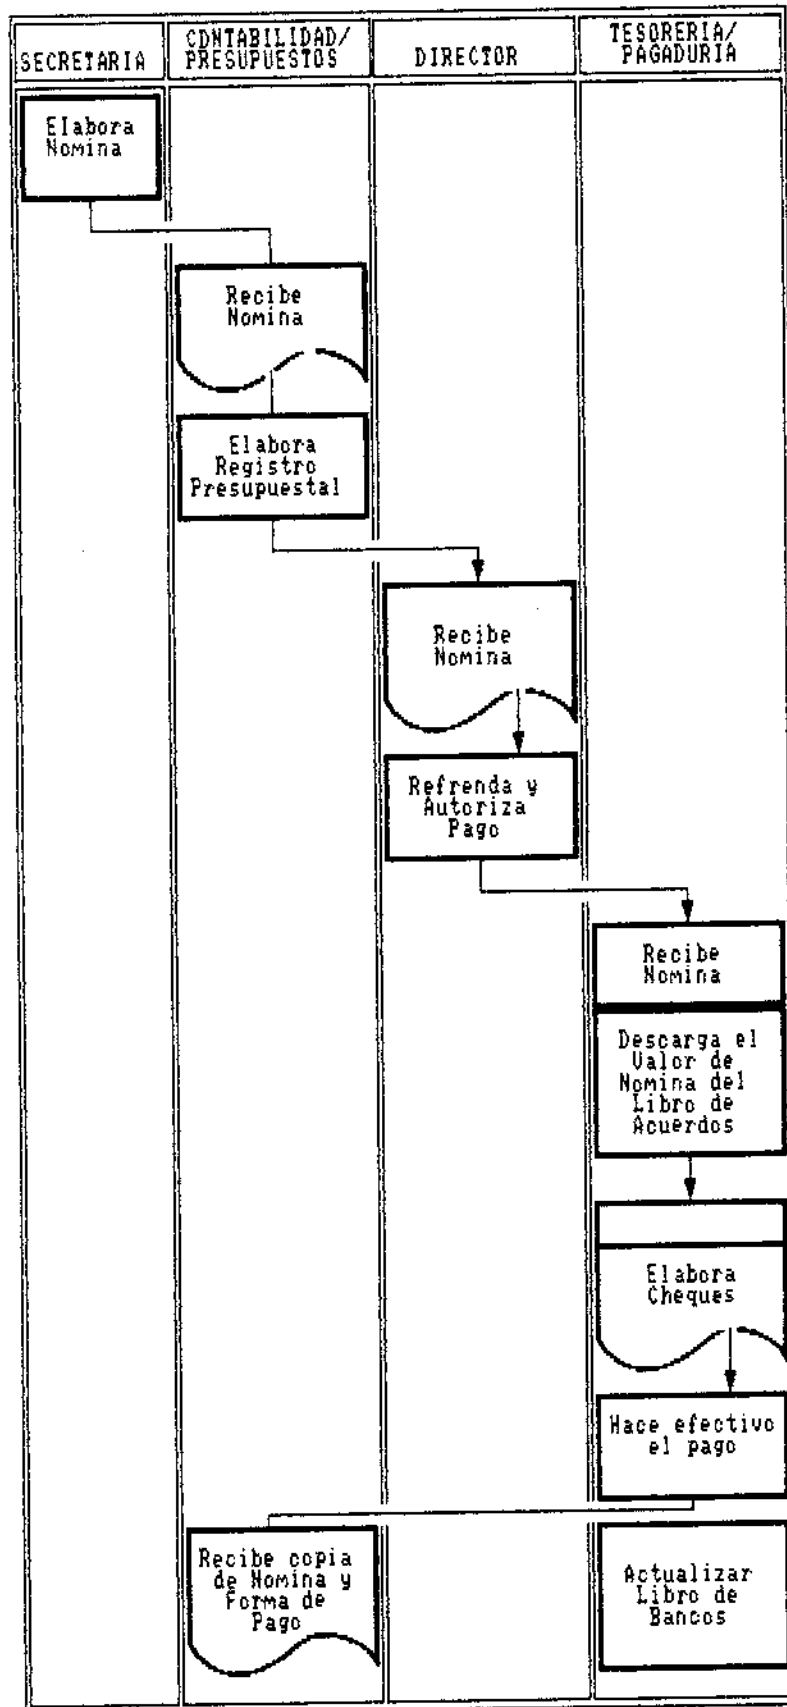 SECRETARIA
CONTABILIDAD/
PRESUPUESTOS
DIRECTOR
TESORERIA/
PAGADURIA
Elabora
Nomina
Recibe
Nomina
Elabora
Registro
Presupuestal
Recibe
Nomina
Refrenda y
Autoriza
Pago
Recibe
Nomina
Descarga el
Valor de
Nomina del
Libro de
Acuerdos
Elabora
Cheques
Hace efectivo
el pago
Recibe copia
de Nomina y
Forma de
Pago
Actualizar
Libro de
Bancos